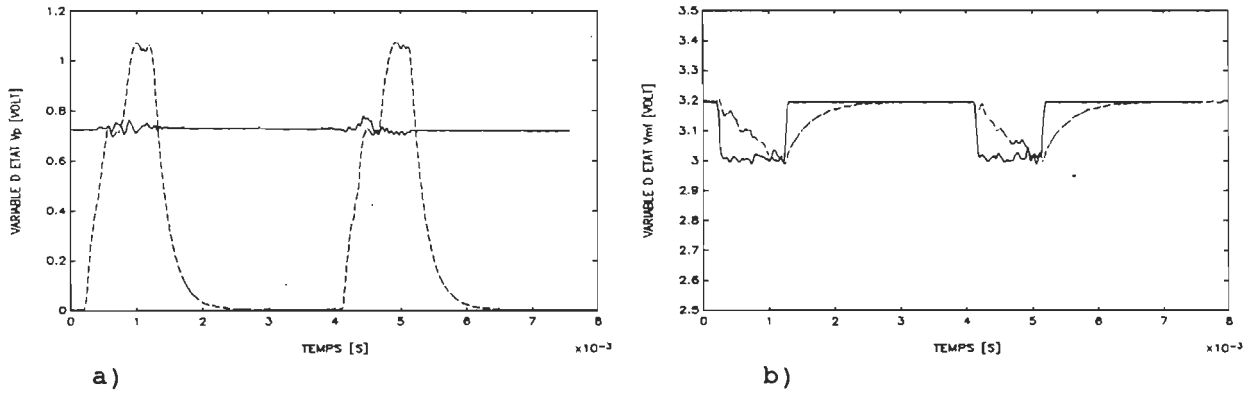 VARIABLE D ETAT Vp [VOLT]
1.2
1
0.8
0.6
0.4
0.2
0
0 1 2 3 4 5 6 7 8
TEMPS [S]
x10-3
a)
VARIABLE D ETAT Vmf [VOLT]
3.5
3.4
3.3
3.2
3.1
3
2.9
2.8
2.7
2.6
2.5
0 1 2 3 4 5 6 7 8
TEMPS [S]
x10-3
b)